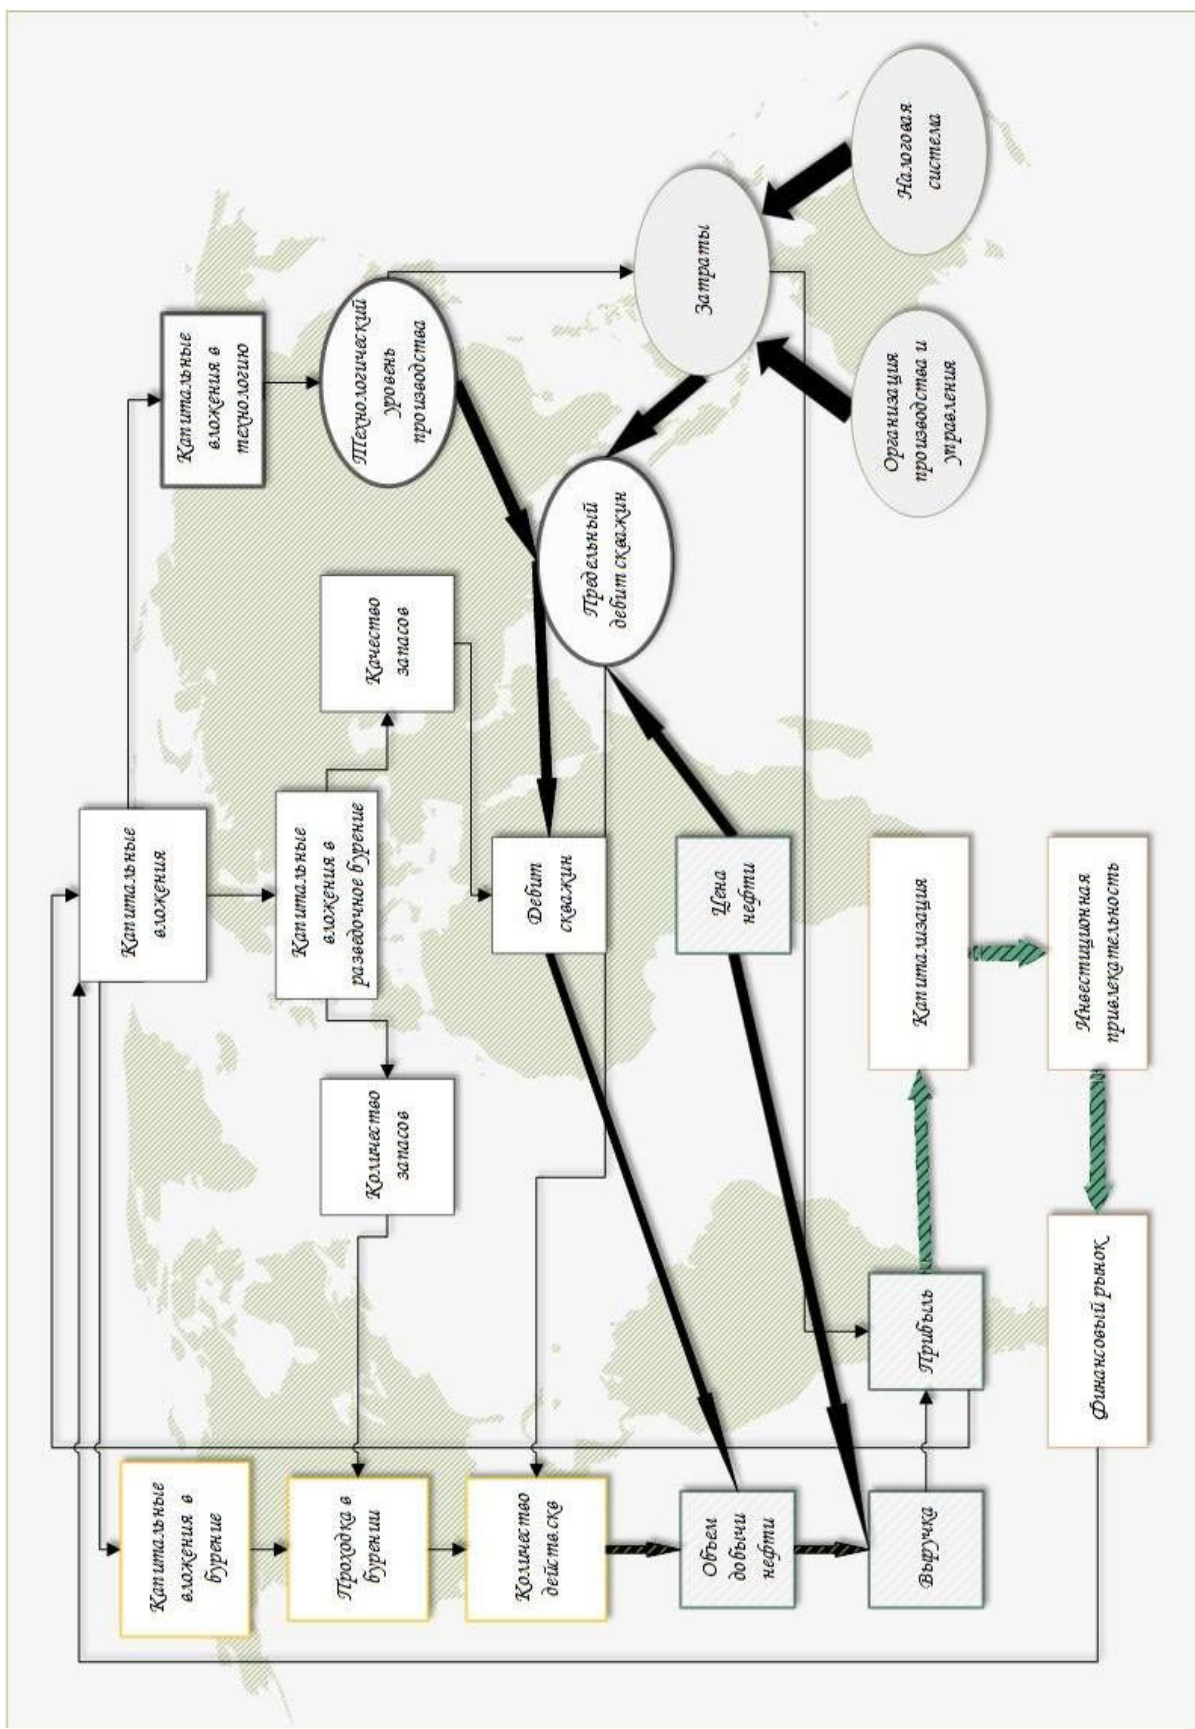 Капитальные
вложения
Капитальные
вложения в
бурение
Капитальные
вложения в
технологию
Капитальные
вложения в
разведочное бурение
Проходка в
бурении
Количество
запасов
Качество
запасов
Технологический
уровень
производства
Количество
действ.скв
Дебит
скважин
Предельный
дебит скважин
Затраты
Объем
добычи
нефти
Цена
нефти
Выручка
Прибыль
Капитализация
Организация
производства и
управления
Налоговая
система
Финансовый рынок
Инвестиционная
привлекательность